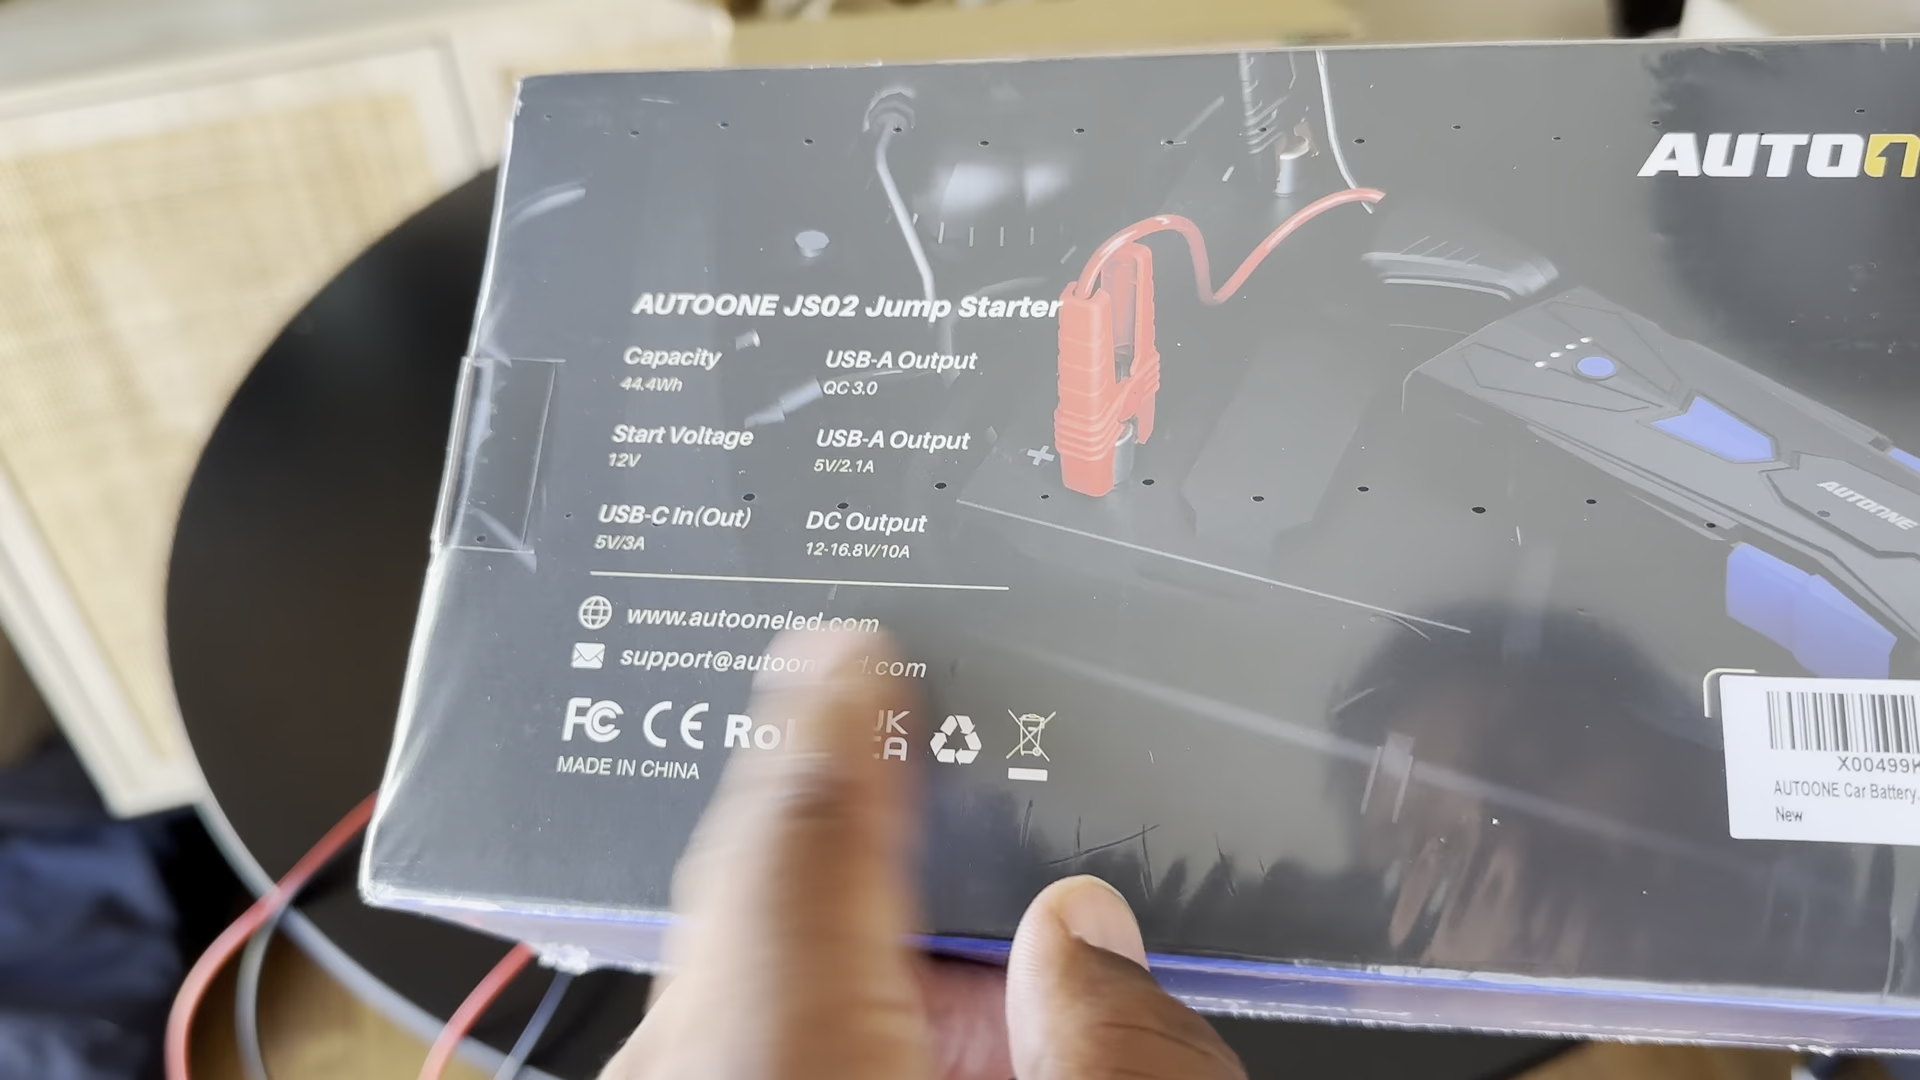 AUTOONE JS02 Jump Starter
Capacity
44.4Wh
USB-A Output
QC 3.0
Start Voltage
12V
USB-A Output
5V/2.1A
USB-C In(Out)
5V/3A
DC Output
12-16.8V/10A
www.autooneled.com
FC CE
MADE IN CHINA
AUTOONE
X00499
AUTOONE Car Battery
New